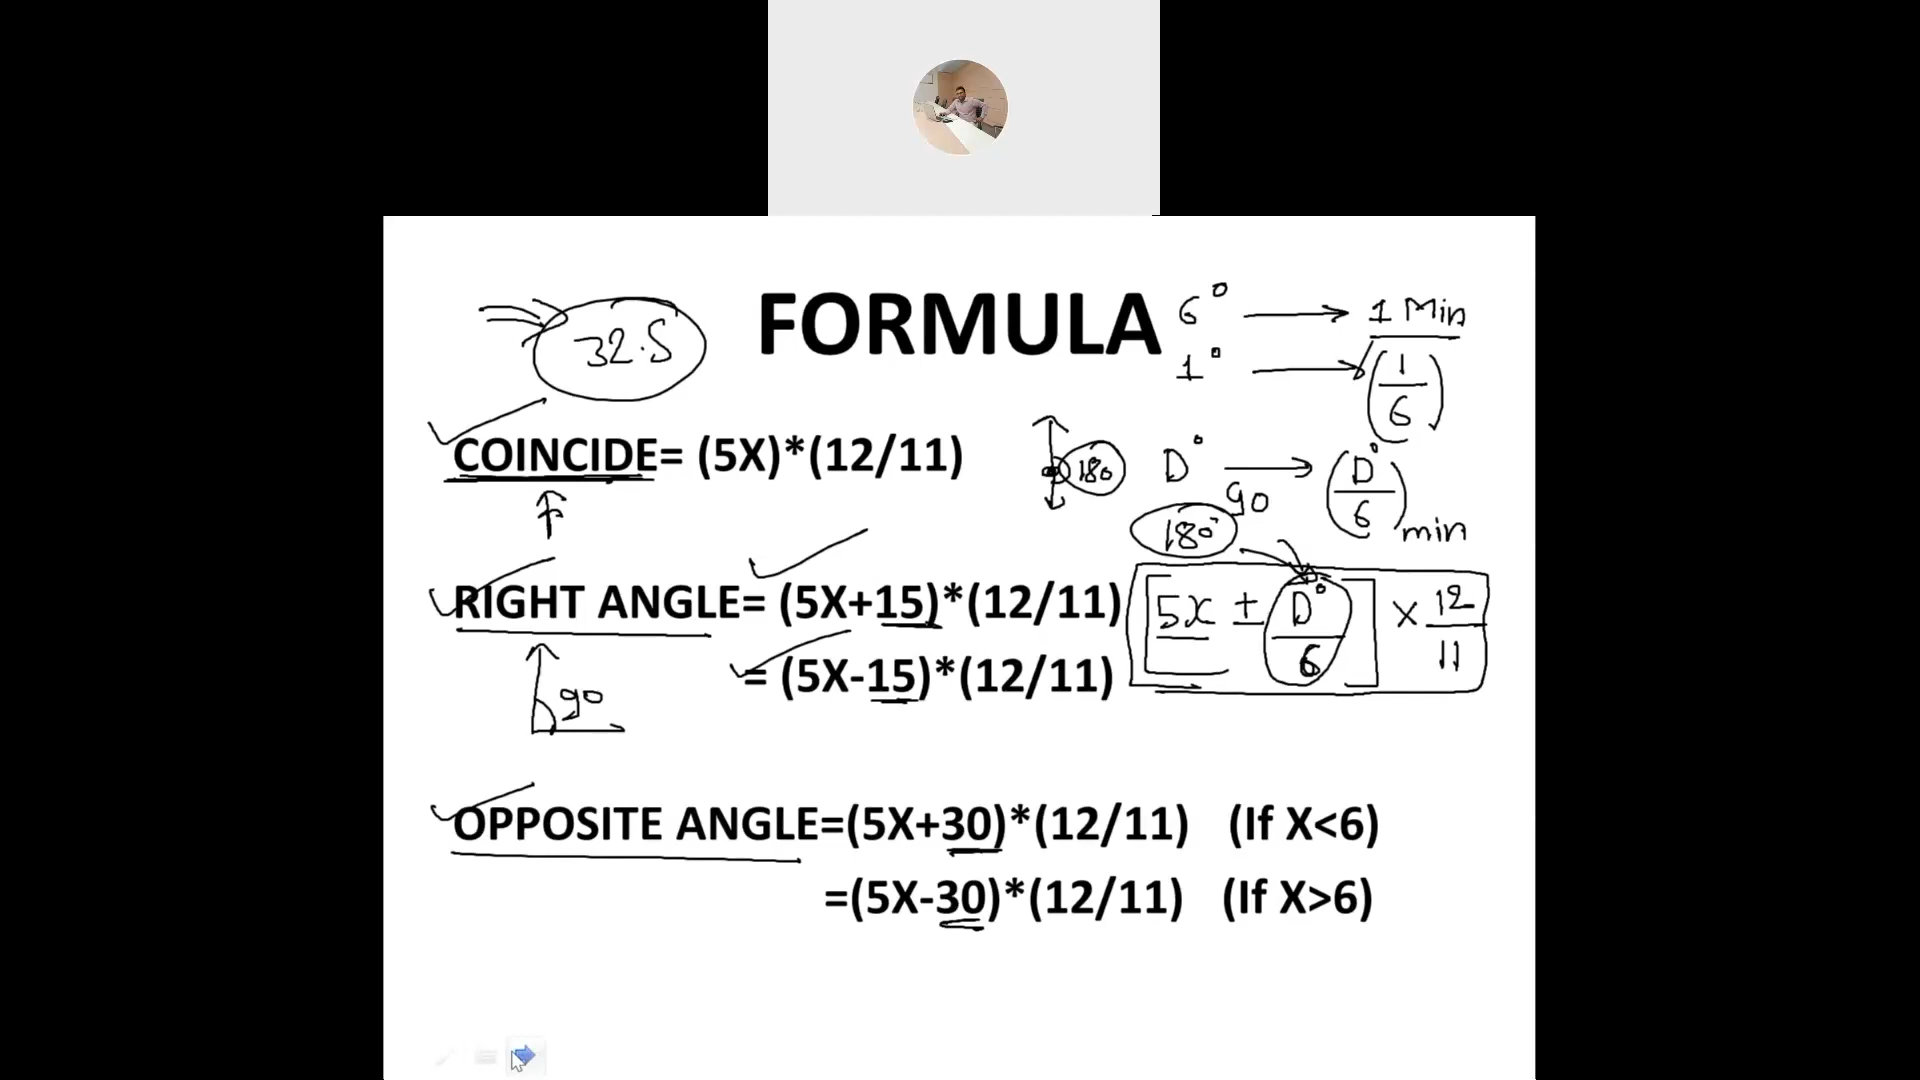 32.5
FORMULA
6° → 1 Min
1° → (1/6)
COINCIDE= (5X)*(12/11)
180
D° → (D°/6) min
90
180°
RIGHT ANGLE= (5X+15)*(12/11)
[5x ± D°/6] × 12/11
= (5X-15)*(12/11)
90
OPPOSITE ANGLE=(5X+30)*(12/11) (If X<6)
=(5X-30)*(12/11) (If X>6)